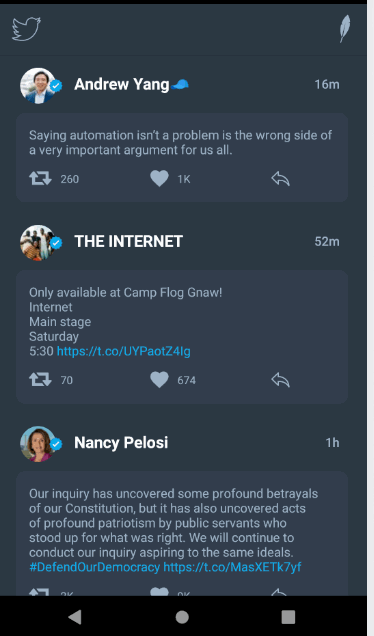 Andrew Yang🧢
16m
Saying automation isn't a problem is the wrong side of
a very important argument for us all.
260
1K
THE INTERNET
52m
Only available at Camp Flog Gnaw!
Internet
Main stage
Saturday
5:30 https://t.co/UYPaotZ4Ig
70
674
Nancy Pelosi
1h
Our inquiry has uncovered some profound betrayals
of our Constitution, but it has also uncovered acts
of profound patriotism by public servants who
stood up for what was right. We will continue to
conduct our inquiry aspiring to the same ideals.
#DefendOurDemocracy https://t.co/MasXETk7yf